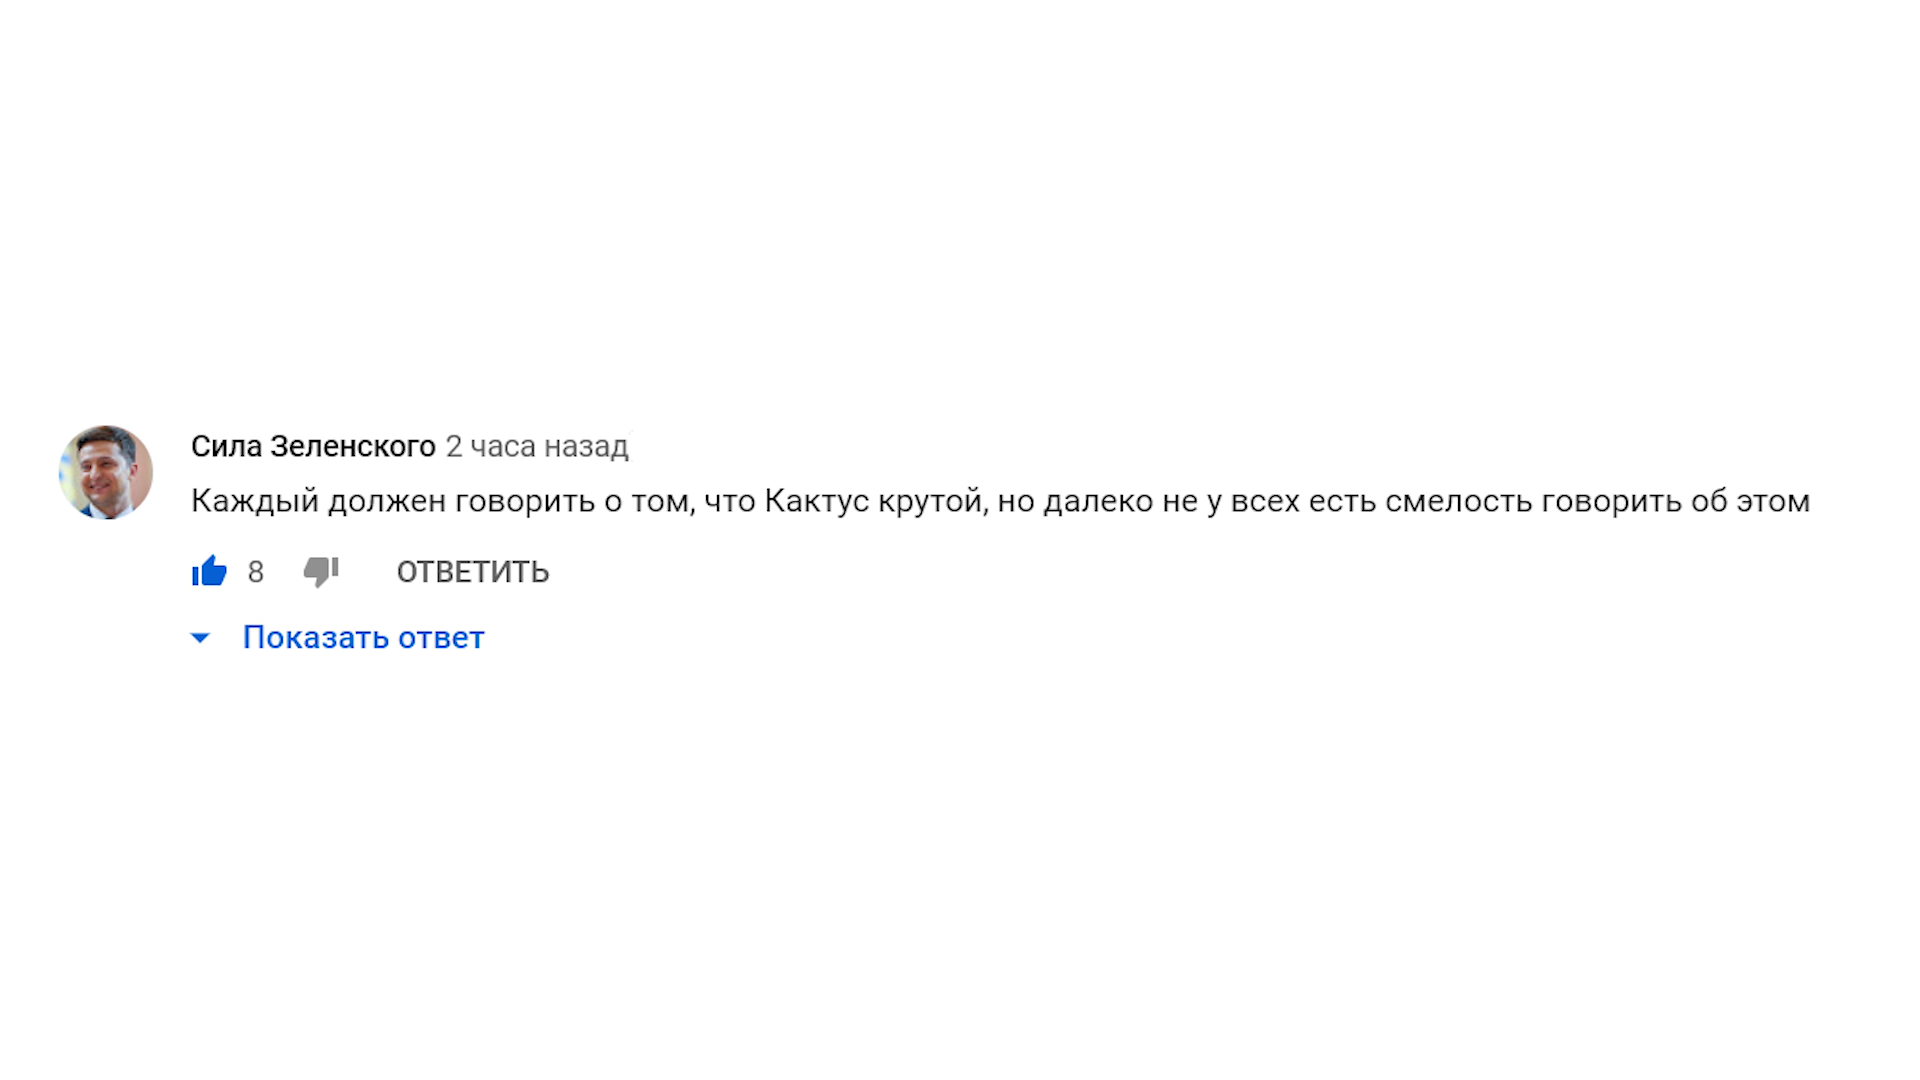 Сила Зеленского 2 часа назад
Каждый должен говорить о том, что Кактус крутой, но далеко не у всех есть смелость говорить об этом
8 ОТВЕТИТЬ
Показать ответ